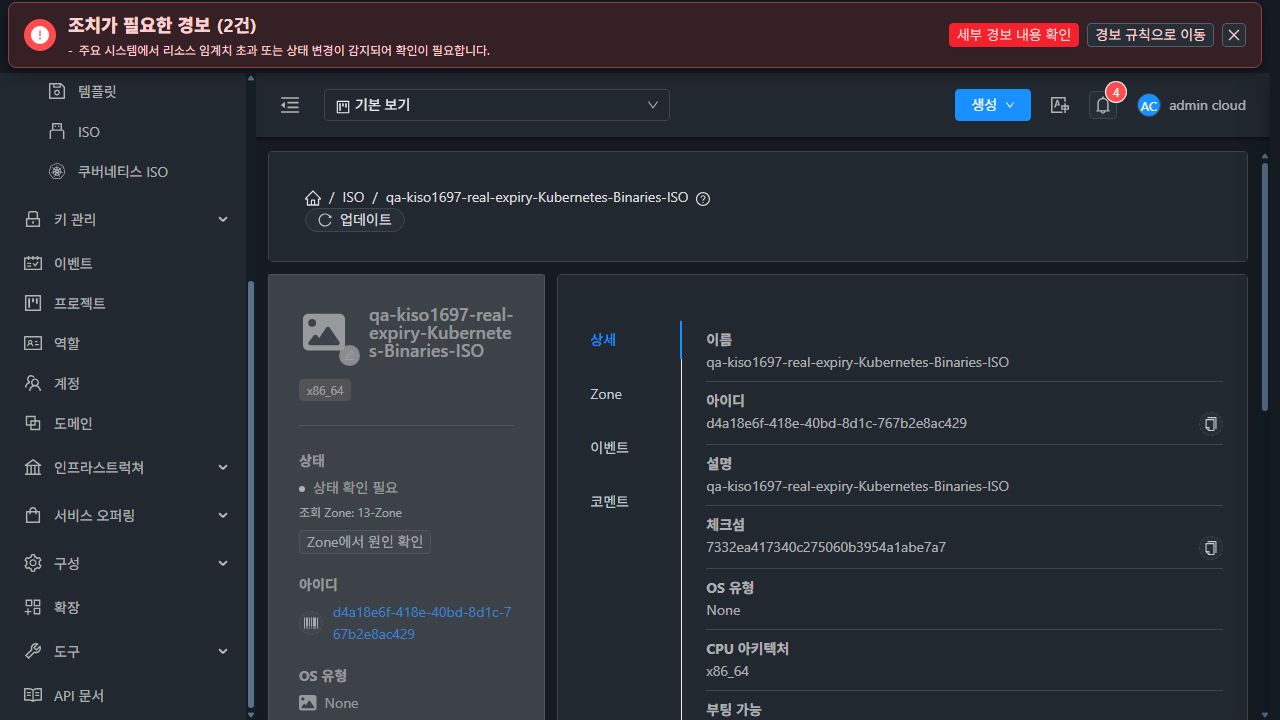 조치가 필요한 경보 (2건)
- 주요 시스템에서 리소스 임계치 초과 또는 상태 변경이 감지되어 확인이 필요합니다.
세부 경보 내용 확인
경보 규칙으로 이동
템플릿
ISO
쿠버네티스 ISO
키 관리
이벤트
프로젝트
역할
계정
도메인
인프라스트럭쳐
서비스 오퍼링
구성
확장
도구
API 문서
기본 보기
생성
4
AC
admin cloud
/ ISO / qa-kiso1697-real-expiry-Kubernetes-Binaries-ISO
업데이트
qa-kiso1697-real-
expiry-Kubernete
s-Binaries-ISO
x86_64
상태
상태 확인 필요
조회 Zone: 13-Zone
Zone에서 원인 확인
아이디
d4a18e6f-418e-40bd-8d1c-7
67b2e8ac429
OS 유형
None
상세
Zone
이벤트
코멘트
이름
qa-kiso1697-real-expiry-Kubernetes-Binaries-ISO
아이디
d4a18e6f-418e-40bd-8d1c-767b2e8ac429
설명
qa-kiso1697-real-expiry-Kubernetes-Binaries-ISO
체크섬
7332ea417340c275060b3954a1abe7a7
OS 유형
None
CPU 아키텍처
x86_64
부팅 가능